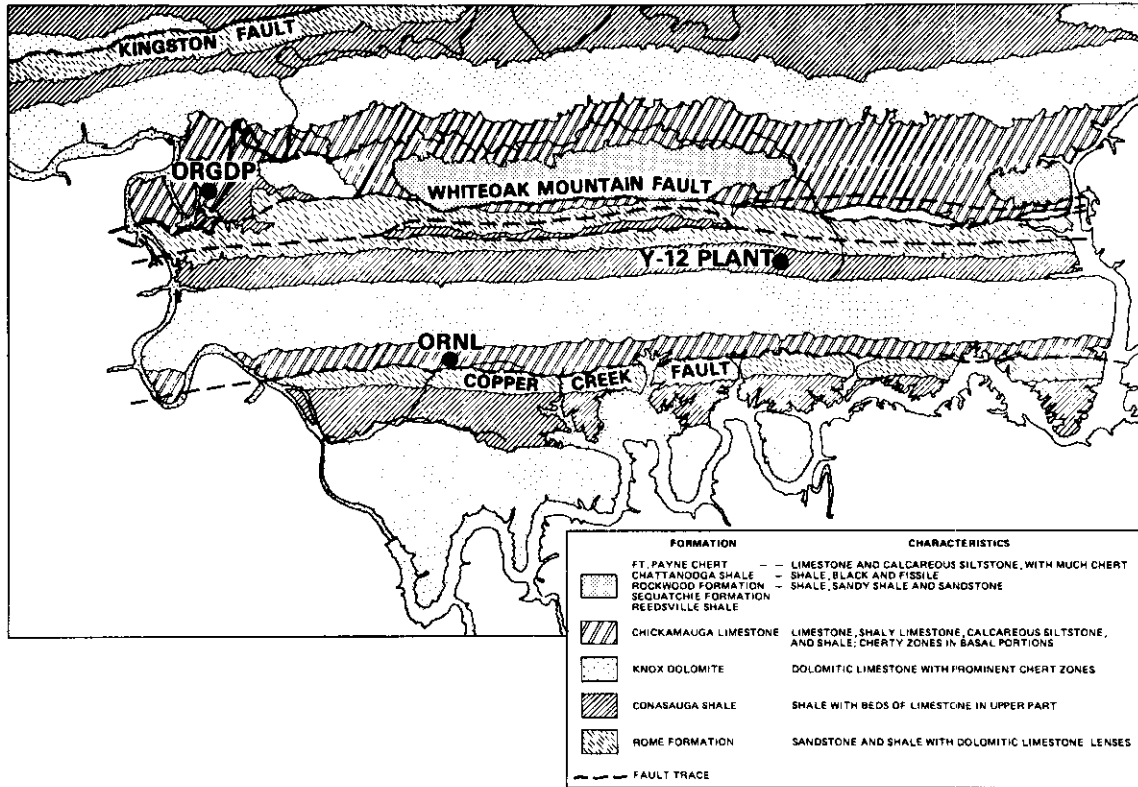 KINGSTON FAULT
ORGDP
WHITEOAK MOUNTAIN FAULT
Y-12 PLANT
ORNL
COPPER CREEK FAULT
FORMATION CHARACTERISTICS
FT. PAYNE CHERT — — LIMESTONE AND CALCAREOUS SILTSTONE, WITH MUCH CHERT
CHATTANOOGA SHALE – SHALE, BLACK AND FISSILE
ROCKWOOD FORMATION – SHALE, SANDY SHALE AND SANDSTONE
SEQUATCHIE FORMATION
REEDSVILLE SHALE
CHICKAMAUGA LIMESTONE LIMESTONE, SHALY LIMESTONE, CALCAREOUS SILTSTONE,
AND SHALE; CHERTY ZONES IN BASAL PORTIONS
KNOX DOLOMITE DOLOMITIC LIMESTONE WITH PROMINENT CHERT ZONES
CONASAUGA SHALE SHALE WITH BEDS OF LIMESTONE IN UPPER PART
ROME FORMATION SANDSTONE AND SHALE WITH DOLOMITIC LIMESTONE LENSES
FAULT TRACE